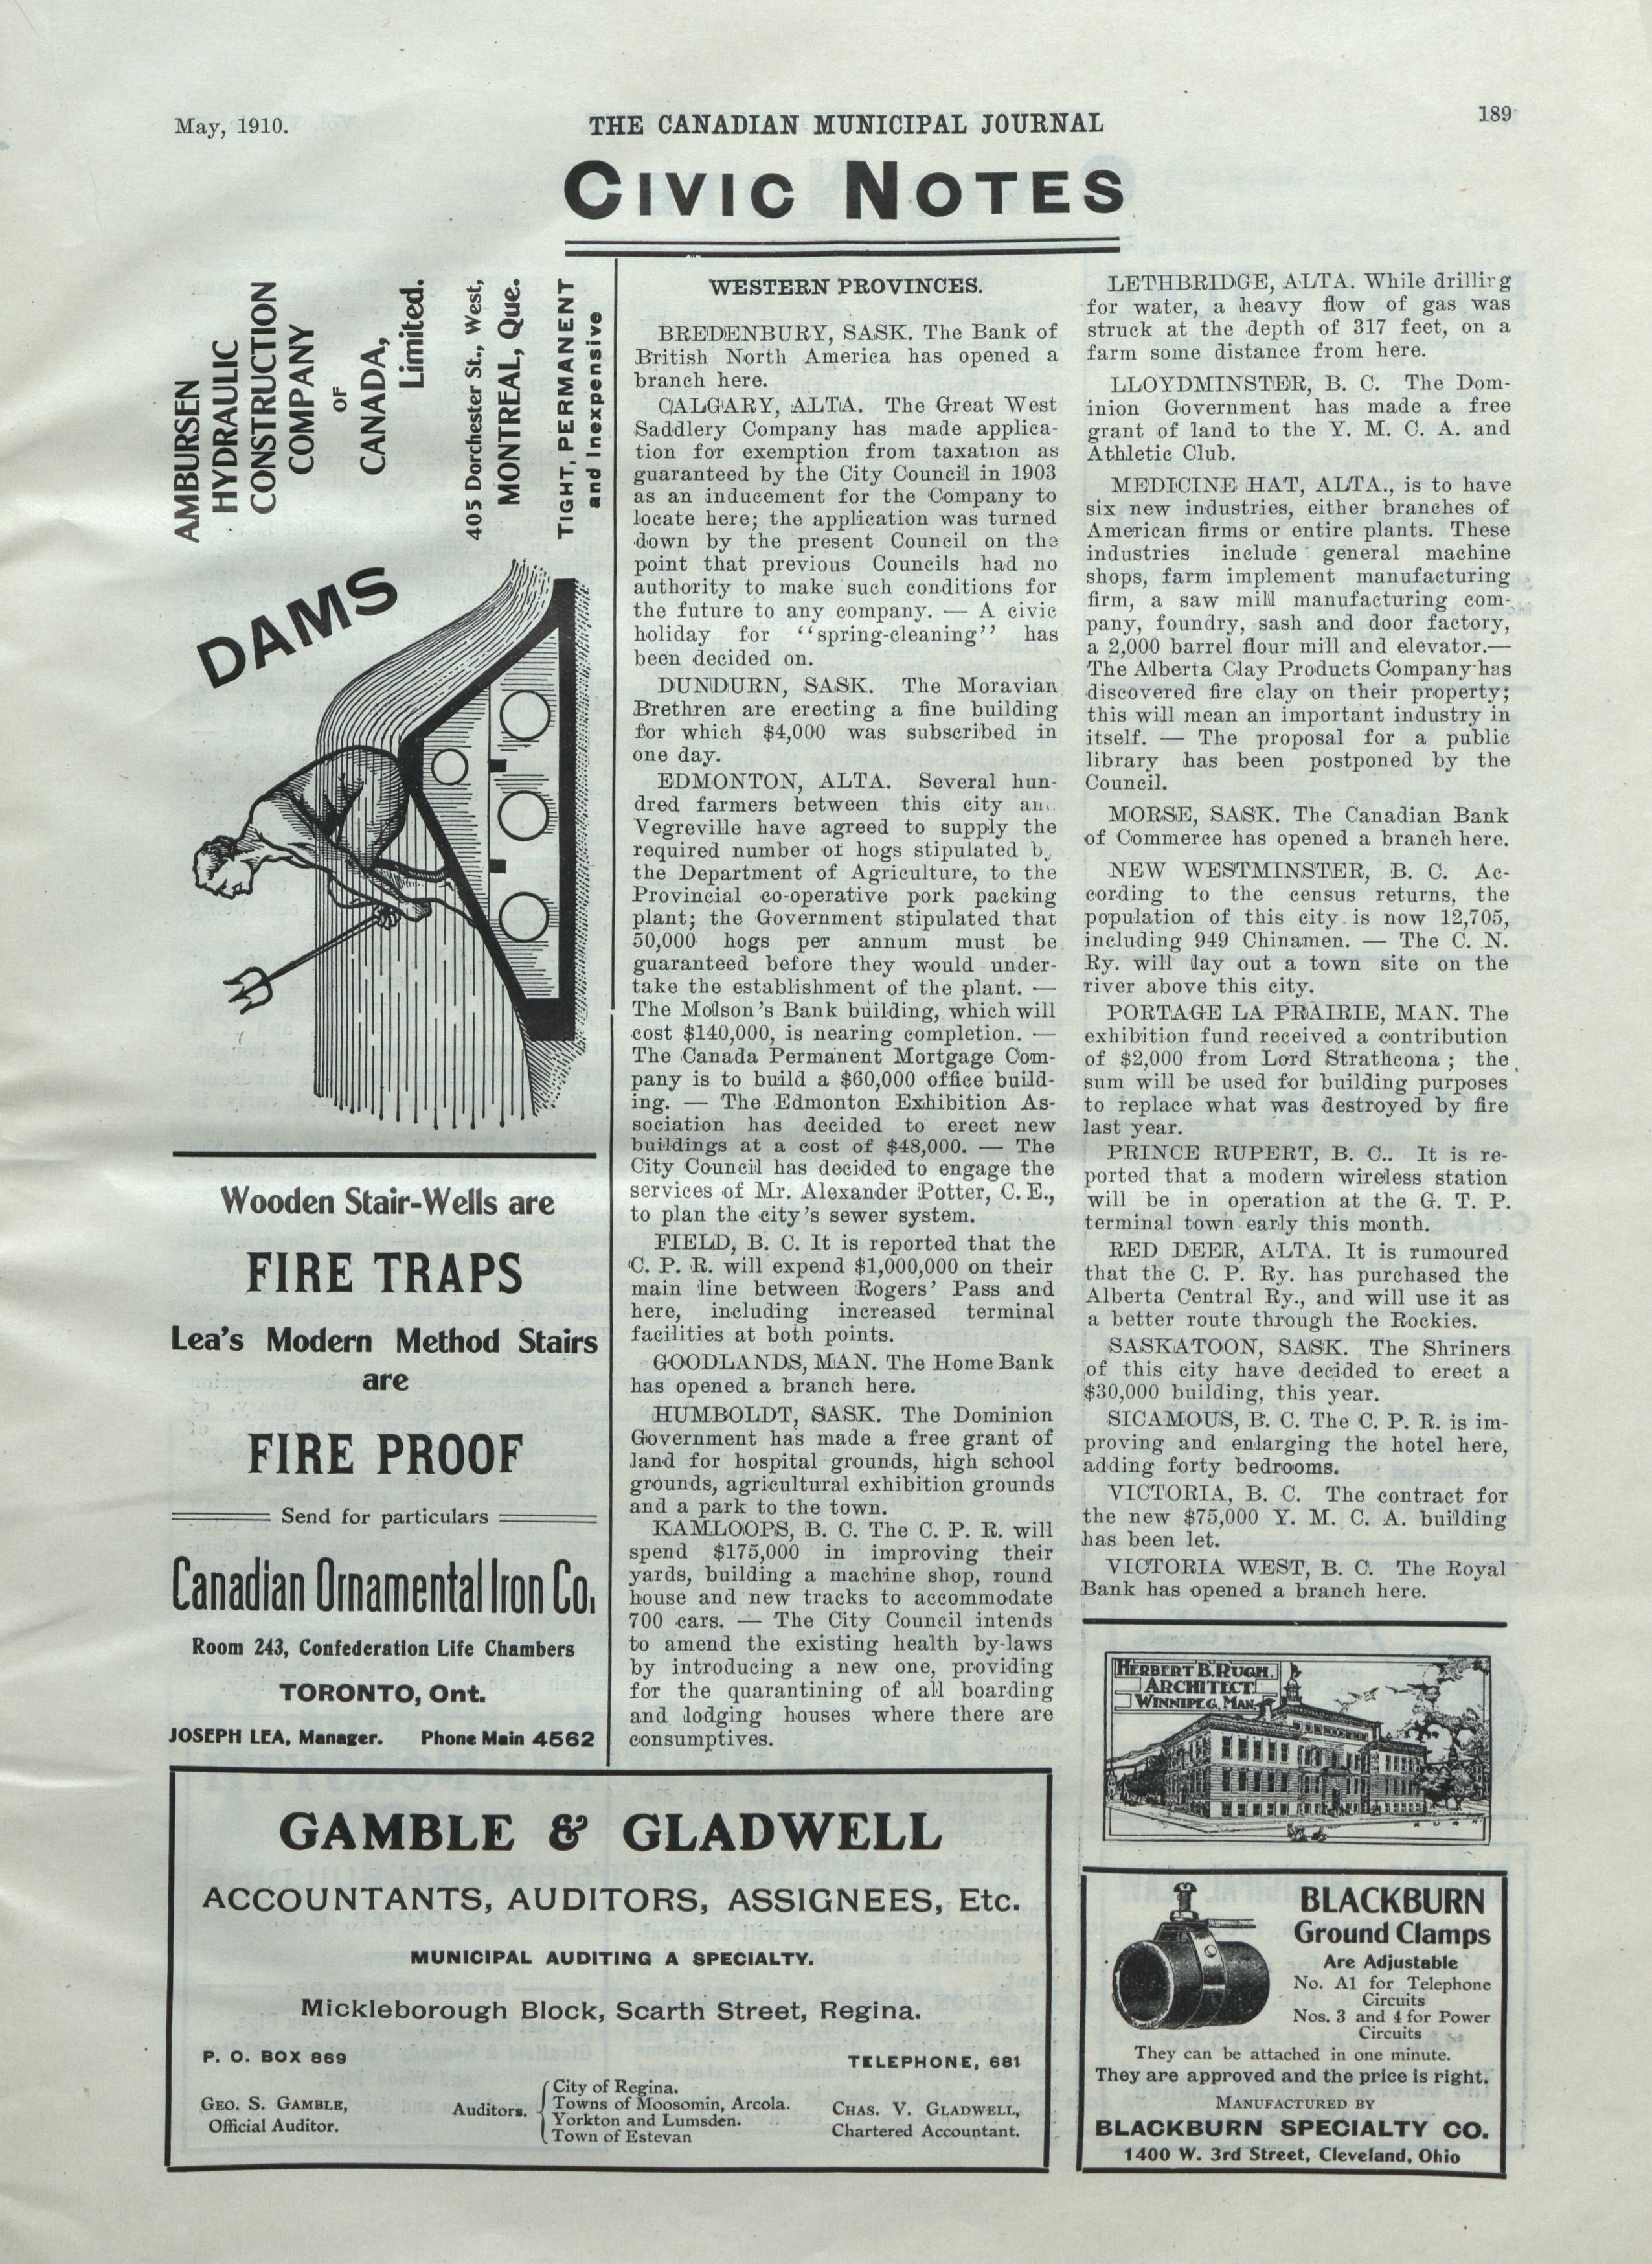 May, 1910.
THE CANADIAN MUNICIPAL JOURNAL
189
CIVIC NOTES
AMBURSEN
HYDRAULIC
CONSTRUCTION
COMPANY
OF
CANADA,
Limited.
405 Dorchester St., West,
MONTREAL, Que.
TIGHT, PERMANENT
and Inexpensive
DAMS
Wooden Stair-Wells are
FIRE TRAPS
Lea's Modern Method Stairs
are
FIRE PROOF
Send for particulars
Canadian Ornamental Iron Co.
Room 243, Confederation Life Chambers
TORONTO, Ont.
JOSEPH LEA, Manager. Phone Main 4562
WESTERN PROVINCES.
BREDENBURY, SASK. The Bank of
British North America has opened a
branch here.
CALGARY, ALTA. The Great West
Saddlery Company has made applica-
tion for exemption from taxation as
guaranteed by the City Council in 1903
as an inducement for the Company to
locate here; the application was turned
down by the present Council on the
point that previous Councils had no
authority to make such conditions for
the future to any company. — A civic
holiday for ''spring-cleaning'' has
been decided on.
DUNDURN, SASK. The Moravian
Brethren are erecting a fine building
for which $4,000 was subscribed in
one day.
EDMONTON, ALTA. Several hun-
dred farmers between this city an
Vegreville have agreed to supply the
required number of hogs stipulated b
the Department of Agriculture, to the
Provincial co-operative pork packing
plant; the Government stipulated that
50,000 hogs per annum must be
guaranteed before they would under-
take the establishment of the plant. —
The Molson's Bank building, which will
cost $140,000, is nearing completion. —
The Canada Permanent Mortgage Com-
pany is to build a $60,000 office build-
ing. — The Edmonton Exhibition As-
sociation has decided to erect new
buildings at a cost of $48,000. — The
City Council has decided to engage the
services of Mr. Alexander Potter, C. E.,
to plan the city's sewer system.
FIELD, B. C. It is reported that the
C. P. R. will expend $1,000,000 on their
main line between Rogers' Pass and
here, including increased terminal
facilities at both points.
GOODLANDS, MAN. The Home Bank
has opened a branch here.
HUMBOLDT, SASK. The Dominion
Government has made a free grant of
land for hospital grounds, high school
grounds, agricultural exhibition grounds
and a park to the town.
KAMLOOPS, B. C. The C. P. R. will
spend $175,000 in improving their
yards, building a machine shop, round
house and new tracks to accommodate
700 cars. — The City Council intends
to amend the existing health by-laws
by introducing a new one, providing
for the quarantining of all boarding
and lodging houses where there are
consumptives.
LETHBRIDGE, ALTA. While drilling
for water, a heavy flow of gas was
struck at the depth of 317 feet, on a
farm some distance from here.
LLOYDMINSTER, B. C. The Dom-
inion Government has made a free
grant of land to the Y. M. C. A. and
Athletic Club.
MEDICINE HAT, ALTA., is to have
six new industries, either branches of
American firms or entire plants. These
industries include general machine
shops, farm implement manufacturing
firm, a saw mill manufacturing com-
pany, foundry, sash and door factory,
a 2,000 barrel flour mill and elevator.—
The Alberta Clay Products Company has
discovered fire clay on their property;
this will mean an important industry in
itself. — The proposal for a public
library has been postponed by the
Council.
MORSE, SASK. The Canadian Bank
of Commerce has opened a branch here.
NEW WESTMINSTER, B. C. Ac-
cording to the census returns, the
population of this city is now 12,705,
including 949 Chinamen. — The C. N.
Ry. will lay out a town site on the
river above this city.
PORTAGE LA PRAIRIE, MAN. The
exhibition fund received a contribution
of $2,000 from Lord Strathcona ; the
sum will be used for building purposes
to replace what was destroyed by fire
last year.
PRINCE RUPERT, B. C.. It is re-
ported that a modern wireless station
will be in operation at the G. T. P.
terminal town early this month.
RED DEER, ALTA. It is rumoured
that the C. P. Ry. has purchased the
Alberta Central Ry., and will use it as
a better route through the Rockies.
SASKATOON, SASK. The Shriners
of this city have decided to erect a
$30,000 building, this year.
SICAMOUS, B. C. The C. P. R. is im-
proving and enlarging the hotel here,
adding forty bedrooms.
VICTORIA, B. C. The contract for
the new $75,000 Y. M. C. A. building
has been let.
VICTORIA WEST, B. C. The Royal
Bank has opened a branch here.
HERBERT B. RUGH.
ARCHITECT
WINNIPEG, MAN.
GAMBLE & GLADWELL
ACCOUNTANTS, AUDITORS, ASSIGNEES, Etc.
MUNICIPAL AUDITING A SPECIALTY.
Mickleborough Block, Scarth Street, Regina.
P. O. BOX 869
TELEPHONE, 681
GEO. S. GAMBLE,
Official Auditor.
Auditors.
City of Regina.
Towns of Moosomin, Arcola.
Yorkton and Lumsden.
Town of Estevan
CHAS. V. GLADWELL,
Chartered Accountant.
BLACKBURN
Ground Clamps
Are Adjustable
No. A1 for Telephone
Circuits
Nos. 3 and 4 for Power
Circuits
They can be attached in one minute.
They are approved and the price is right.
MANUFACTURED BY
BLACKBURN SPECIALTY CO.
1400 W. 3rd Street, Cleveland, Ohio